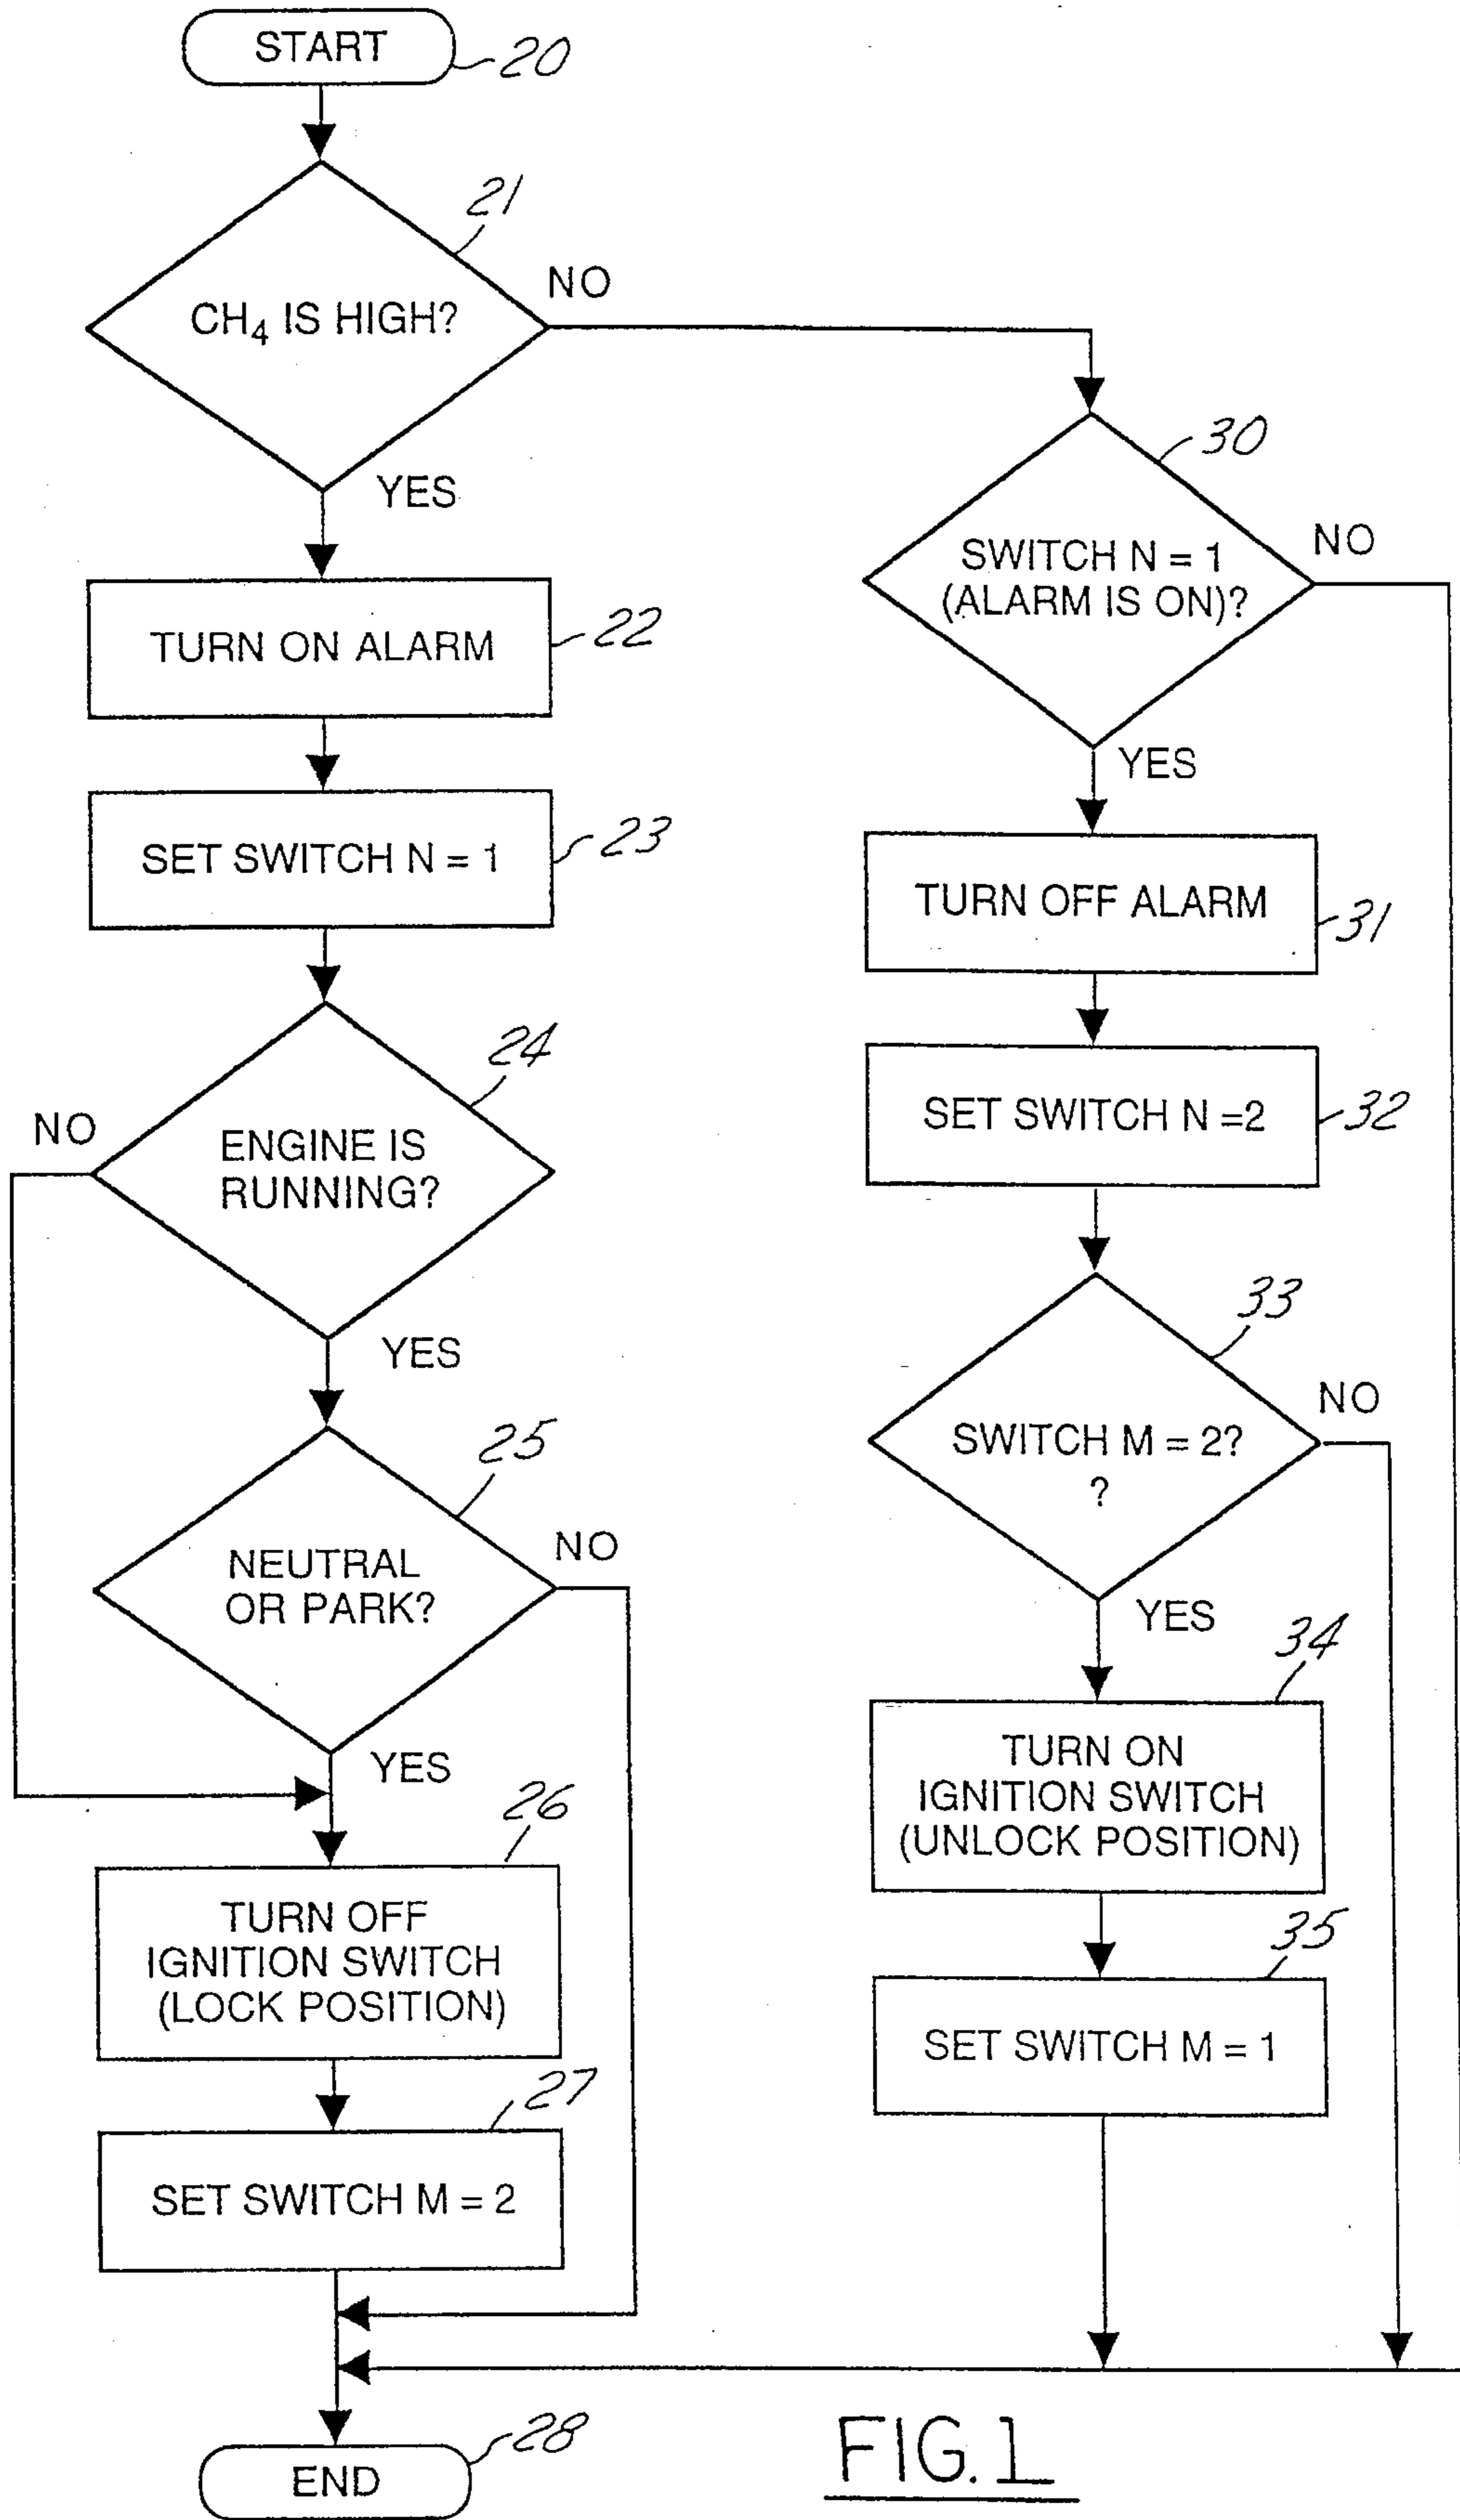 START
20
21
CH₄ IS HIGH?
NO
YES
TURN ON ALARM
22
SET SWITCH N = 1
23
24
NO
ENGINE IS
RUNNING?
YES
25
NEUTRAL
OR PARK?
NO
YES
26
TURN OFF
IGNITION SWITCH
(LOCK POSITION)
27
SET SWITCH M = 2
END
28
30
SWITCH N = 1
(ALARM IS ON)?
NO
YES
TURN OFF ALARM
31
SET SWITCH N =2
32
33
SWITCH M = 2?
?
NO
YES
34
TURN ON
IGNITION SWITCH
(UNLOCK POSITION)
35
SET SWITCH M = 1
FIG.1